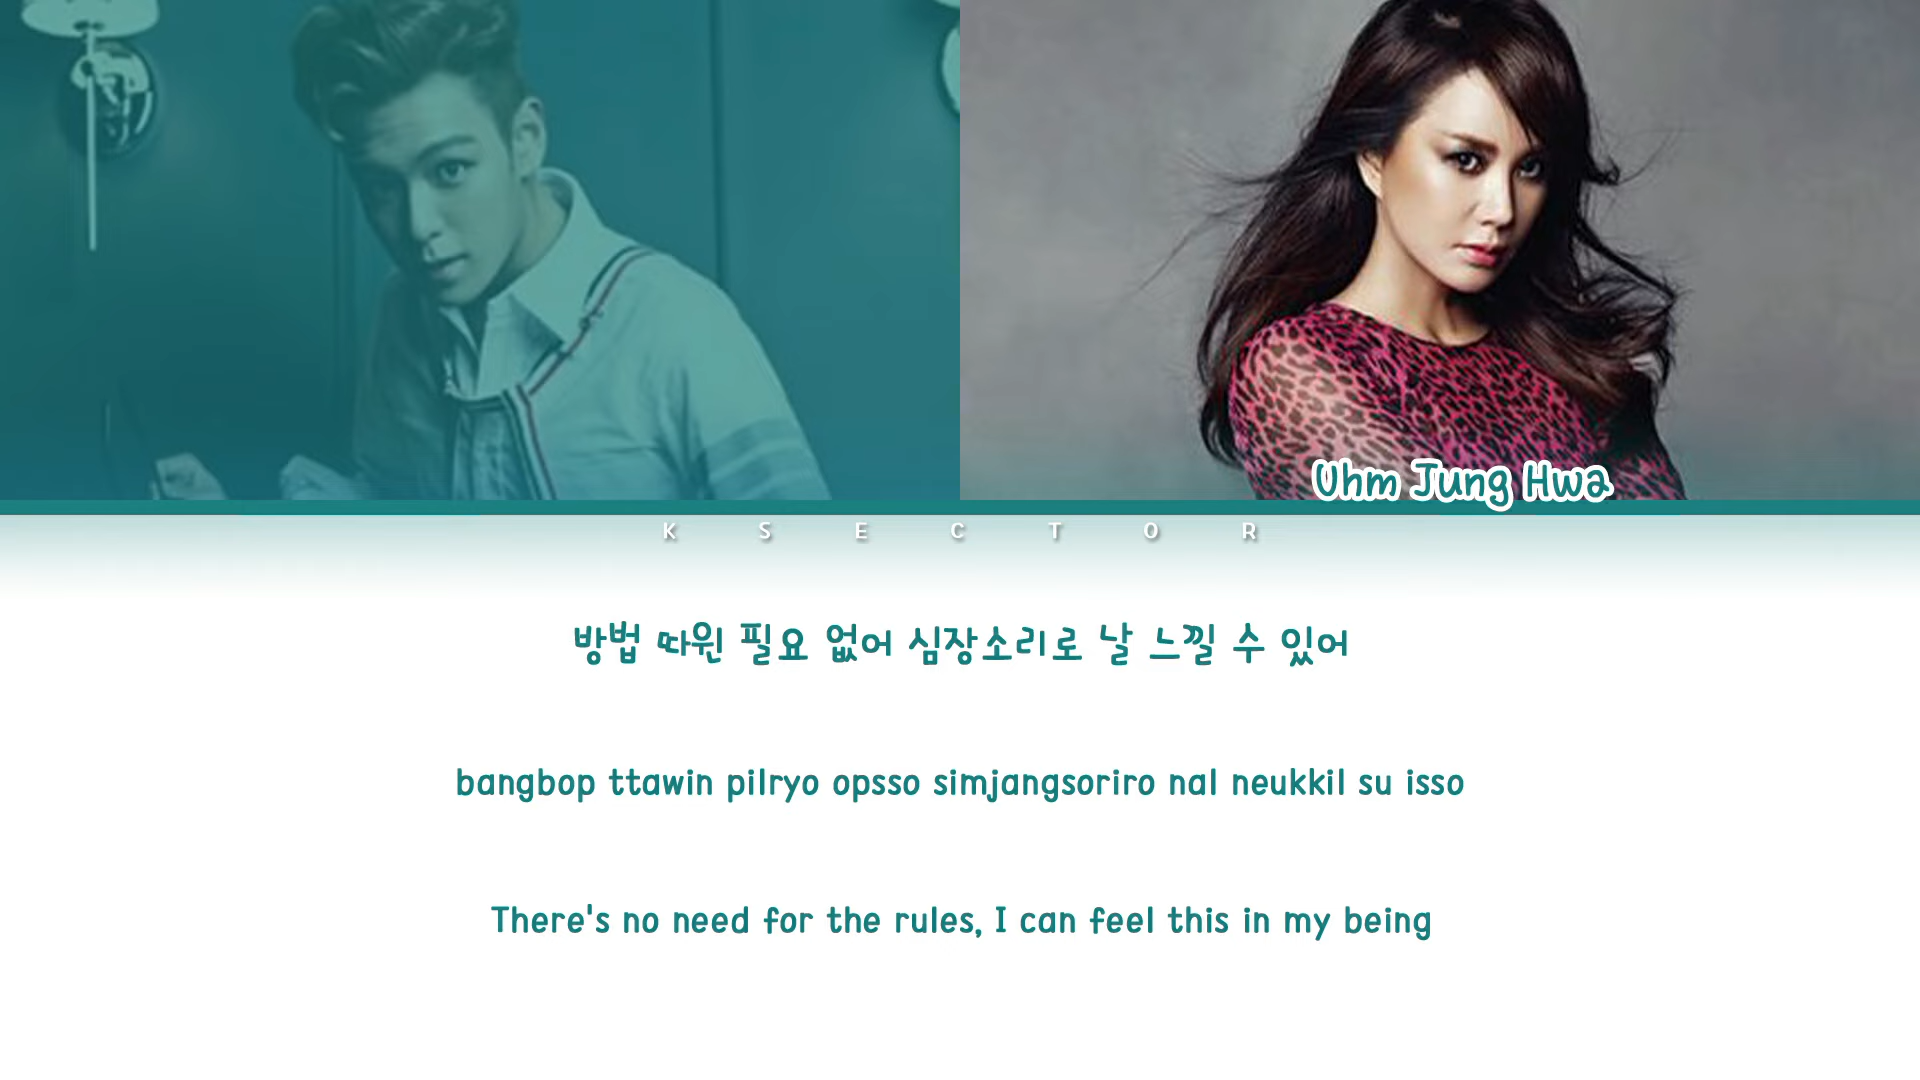 Uhm Jung Hwa
K S E C T O R
방법 따윈 필요 없어 심장소리로 날 느낄 수 있어
bangbop ttawin pilryo opsso simjangsoriro nal neukkil su isso
There's no need for the rules, I can feel this in my being